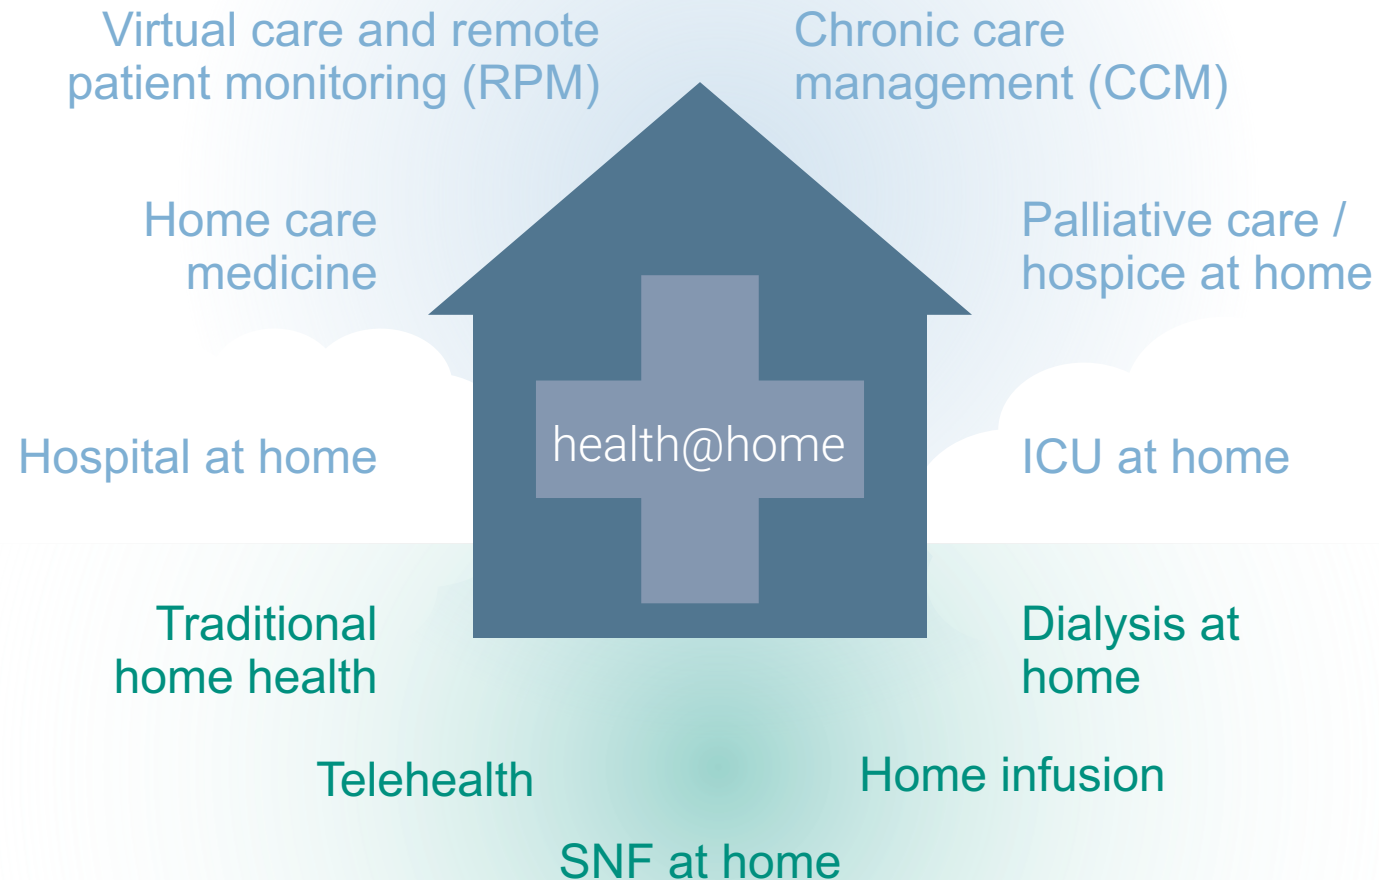 Virtual care and remote
patient monitoring (RPM)
Chronic care
management (CCM)
Home care
medicine
Palliative care /
hospice at home
Hospital at home
health@home
ICU at home
Traditional
home health
Dialysis at
home
Telehealth
Home infusion
SNF at home